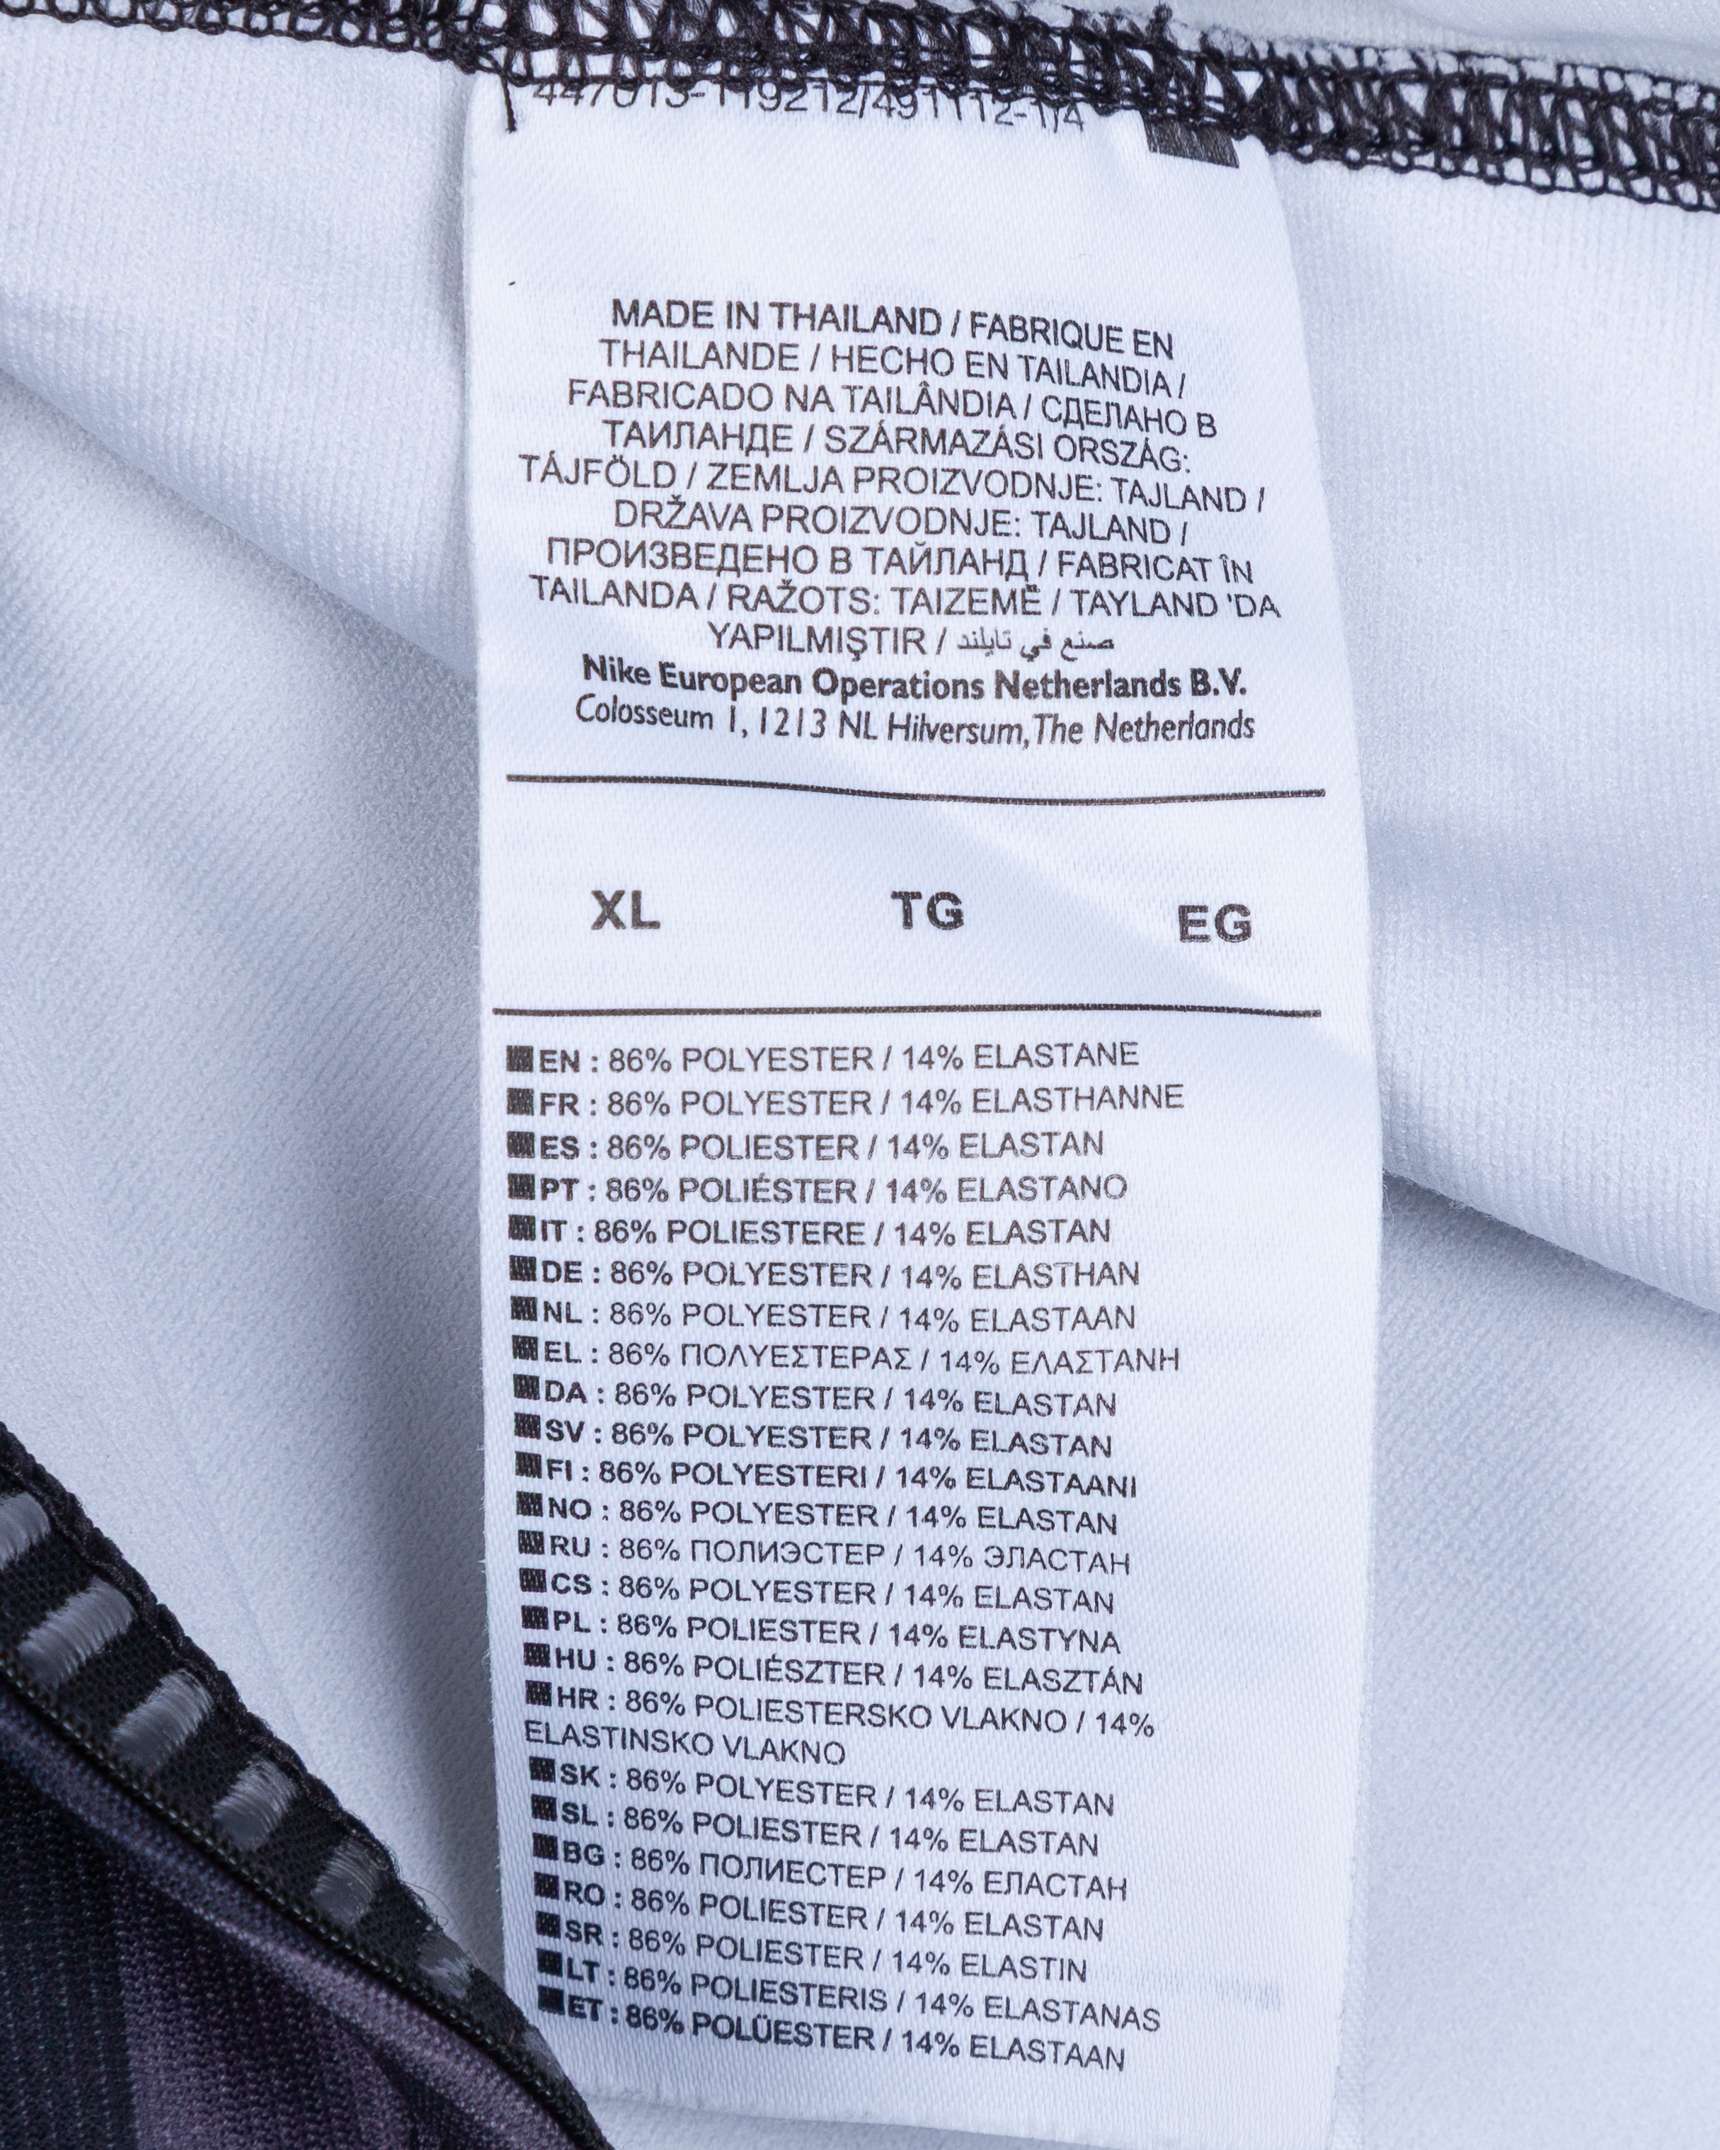 447013-119212/491112-1/4
MADE IN THAILAND / FABRIQUE EN
THAILANDE / HECHO EN TAILANDIA /
FABRICADO NA TAILÂNDIA / СДЕЛАНО В
ТАИЛАНДЕ / SZÁRMAZÁSI ORSZÁG:
TÁJFÖLD / ZEMLJA PROIZVODNJE: TAJLAND /
DRŽAVA PROIZVODNJE: TAJLAND /
ПРОИЗВЕДЕНО В ТАЙЛАНД / FABRICAT ÎN
TAILANDA / RAŽOTS: TAIZEMĒ / TAYLAND 'DA
YAPILMIŞTIR / صنع في تايلند
Nike European Operations Netherlands B.V.
Colosseum 1, 1213 NL Hilversum, The Netherlands
XL TG EG
EN : 86% POLYESTER / 14% ELASTANE
FR : 86% POLYESTER / 14% ELASTHANNE
ES : 86% POLIESTER / 14% ELASTAN
PT : 86% POLIÉSTER / 14% ELASTANO
IT : 86% POLIESTERE / 14% ELASTAN
DE : 86% POLYESTER / 14% ELASTHAN
NL : 86% POLYESTER / 14% ELASTAAN
EL : 86% ΠΟΛΥΕΣΤΕΡΑΣ / 14% ΕΛΑΣΤΑΝΗ
DA : 86% POLYESTER / 14% ELASTAN
SV : 86% POLYESTER / 14% ELASTAN
FI : 86% POLYESTERI / 14% ELASTAANI
NO : 86% POLYESTER / 14% ELASTAN
RU : 86% ПОЛИЭСТЕР / 14% ЭЛАСТАН
CS : 86% POLYESTER / 14% ELASTAN
PL : 86% POLIESTER / 14% ELASTYNA
HU : 86% POLIÉSZTER / 14% ELASZTÁN
HR : 86% POLIESTERSKO VLAKNO / 14%
ELASTINSKO VLAKNO
SK : 86% POLYESTER / 14% ELASTAN
SL : 86% POLIESTER / 14% ELASTAN
BG : 86% ПОЛИЕСТЕР / 14% ЕЛАСТАН
RO : 86% POLIESTER / 14% ELASTAN
SR : 86% POLIESTER / 14% ELASTIN
LT : 86% POLIESTERIS / 14% ELASTANAS
ET : 86% POLÜESTER / 14% ELASTAAN